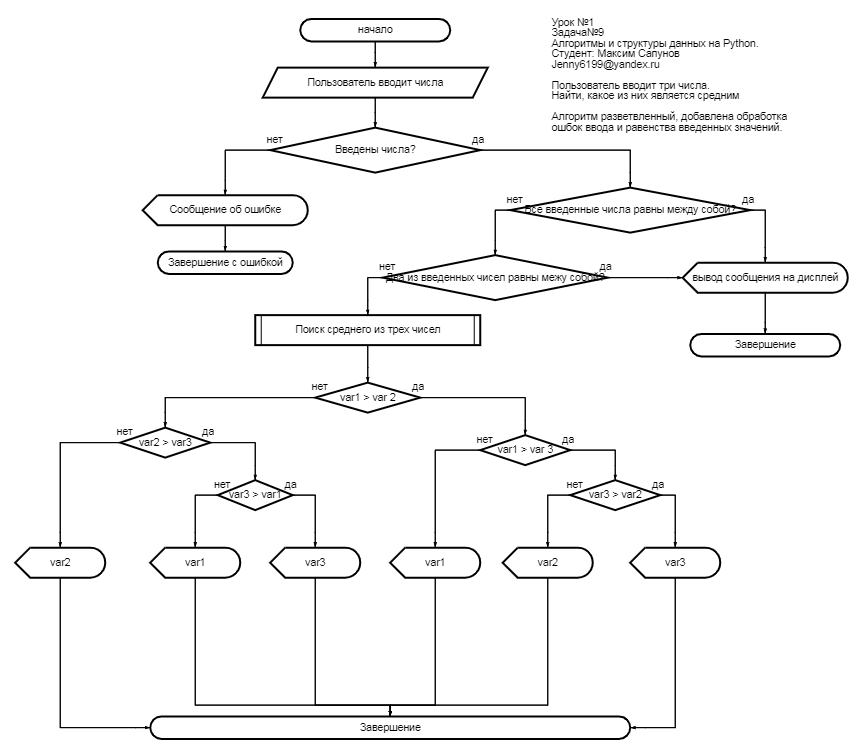 начало
Урок №1
Задача№9
Алгоритмы и структуры данных на Python.
Студент: Максим Сапунов
Jenny6199@yandex.ru
Пользователь вводит три числа.
Найти, какое из них является средним
Алгоритм разветвленный, добавлена обработка
ошбок ввода и равенства введенных значений.
Пользователь вводит числа
нет
да
Введены числа?
Сообщение об ошибке
Завершение с ошибкой
нет
да
Все введенные числа равны между собой?
нет
да
Два из введенных чисел равны межу собой?
вывод сообщения на дисплей
Завершение
Поиск среднего из трех чисел
нет
да
var1 > var 2
нет
да
var2 > var3
нет
да
var1 > var 3
нет
да
var3 > var1
нет
да
var3 > var2
var2
var1
var3
var1
var2
var3
Завершение